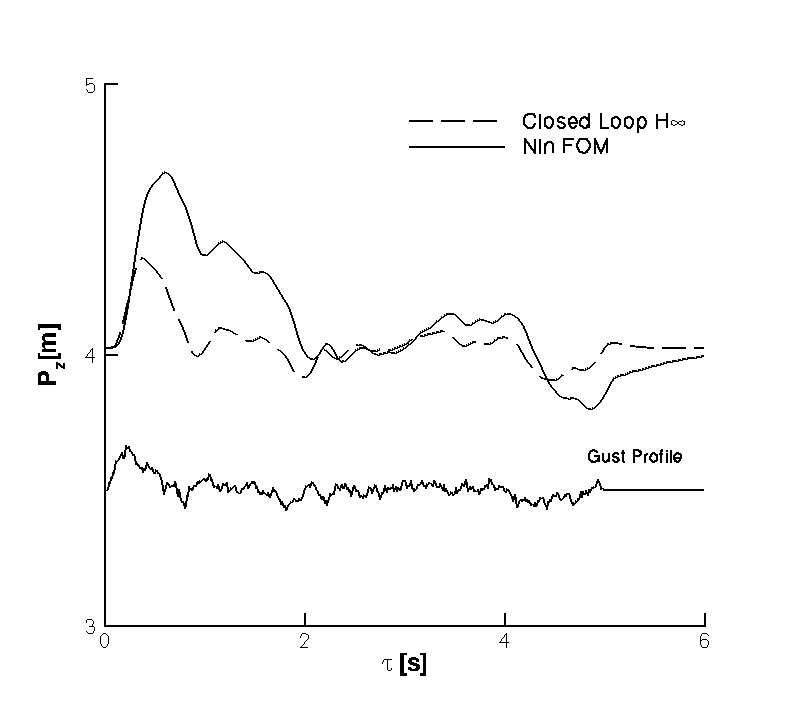 5
Closed Loop H∞
Nln FOM
4
P_z[m]
Gust Profile
3
0
2
4
6
τ [s]